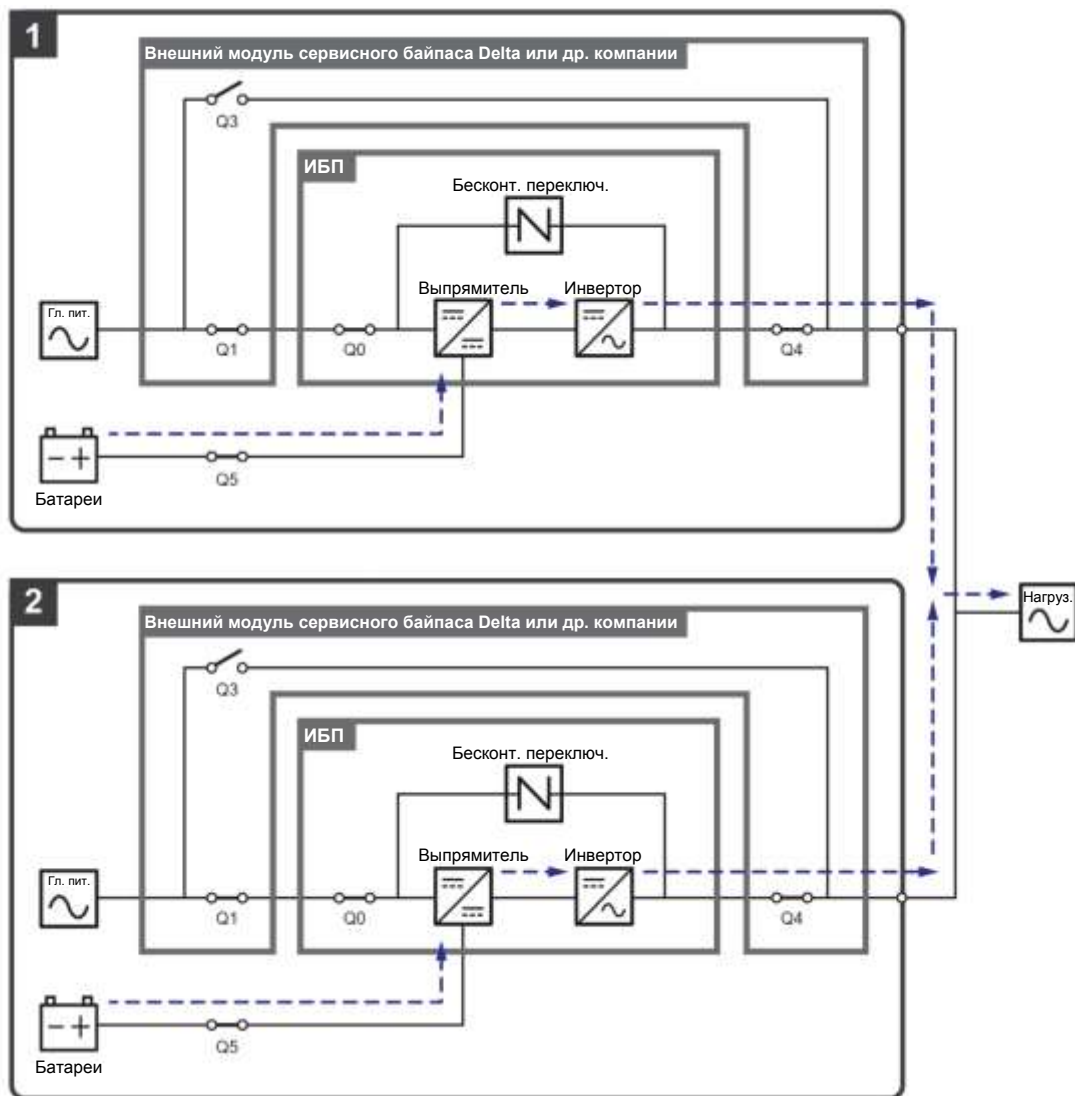 1
Внешний модуль сервисного байпаса Delta или др. компании
Q3
ИБП
Бесконт. переключ.
Выпрямитель
Инвертор
Гл. пит.
Q1
Q0
Q4
Q5
Батареи
2
Внешний модуль сервисного байпаса Delta или др. компании
Нагруз.
Q3
ИБП
Бесконт. переключ.
Выпрямитель
Инвертор
Гл. пит.
Q1
Q0
Q4
Q5
Батареи